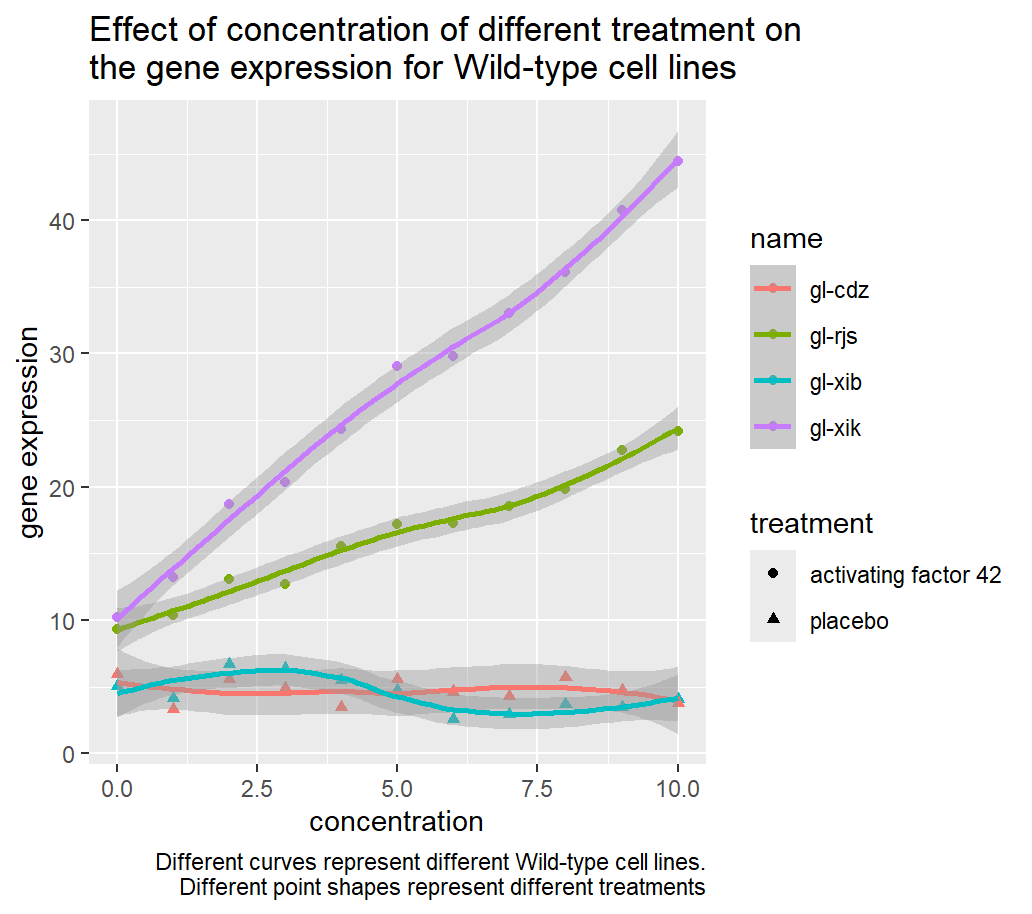 Effect of concentration of different treatment on
the gene expression for Wild-type cell lines
gene expression
40
30
20
10
0
0.0 2.5 5.0 7.5 10.0
concentration
name
gl-cdz
gl-rjs
gl-xib
gl-xik
treatment
activating factor 42
placebo
Different curves represent different Wild-type cell lines.
Different point shapes represent different treatments